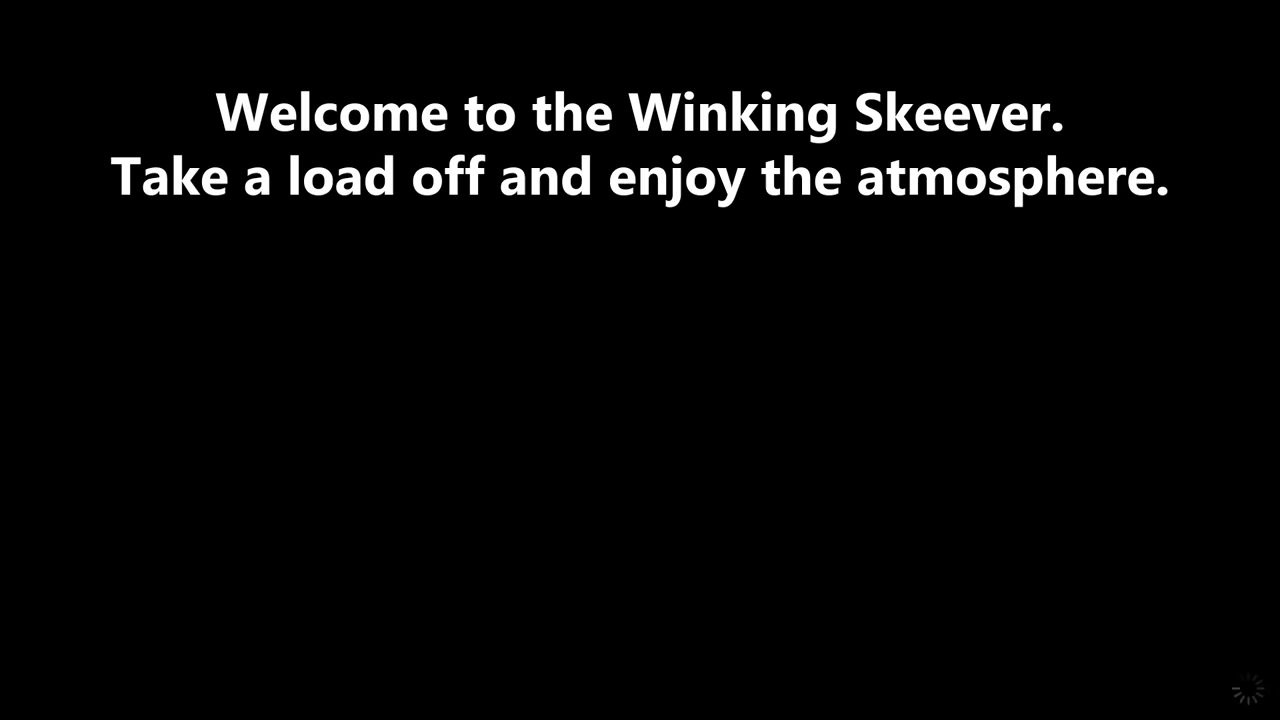 Welcome to the Winking Skeever.
Take a load off and enjoy the atmosphere.